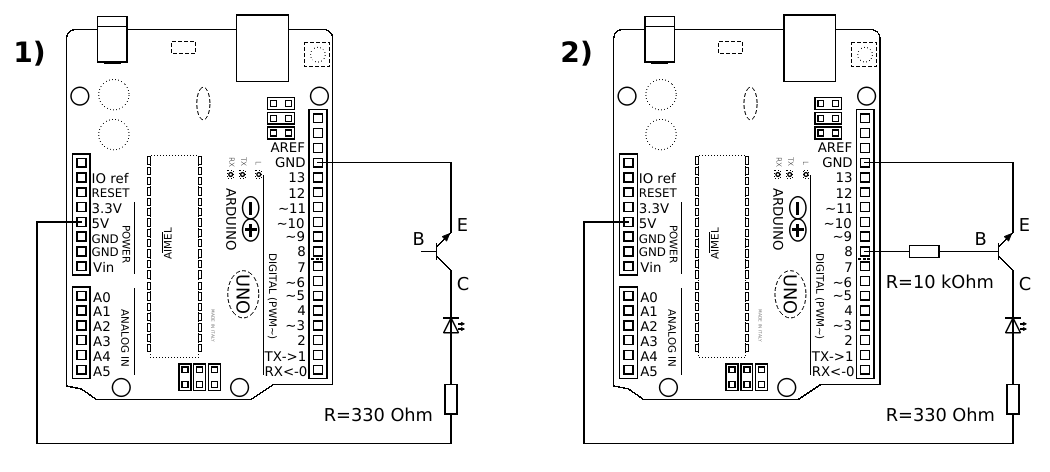 1)
AREF
GND
13
12
~11
~10
~9
8
7
~6
~5
4
~3
2
TX->1
RX<-0
IO ref
RESET
3.3V
5V
GND
GND
Vin
POWER
A0
A1
A2
A3
A4
A5
ANALOG IN
ATMEL
RX
TX
L
ARDUINO
UNO
DIGITAL (PWM~)
MADE IN ITALY
E
B
C
R=330 Ohm
2)
AREF
GND
13
12
~11
~10
~9
8
7
~6
~5
4
~3
2
TX->1
RX<-0
IO ref
RESET
3.3V
5V
GND
GND
Vin
POWER
A0
A1
A2
A3
A4
A5
ANALOG IN
ATMEL
RX
TX
L
ARDUINO
UNO
DIGITAL (PWM~)
MADE IN ITALY
E
B
R=10 kOhm
C
R=330 Ohm